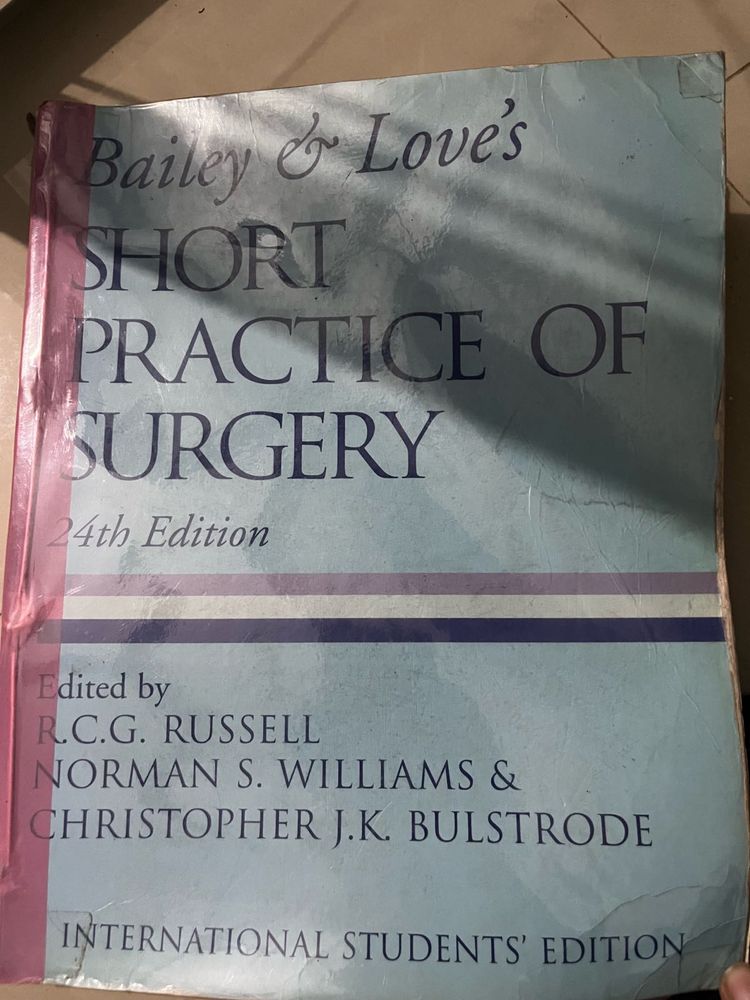 Bailey & Love's
SHORT
PRACTICE OF
SURGERY
24th Edition
Edited by
R.C.G. RUSSELL
NORMAN S. WILLIAMS &
CHRISTOPHER J.K. BULSTRODE
INTERNATIONAL STUDENTS' EDITION